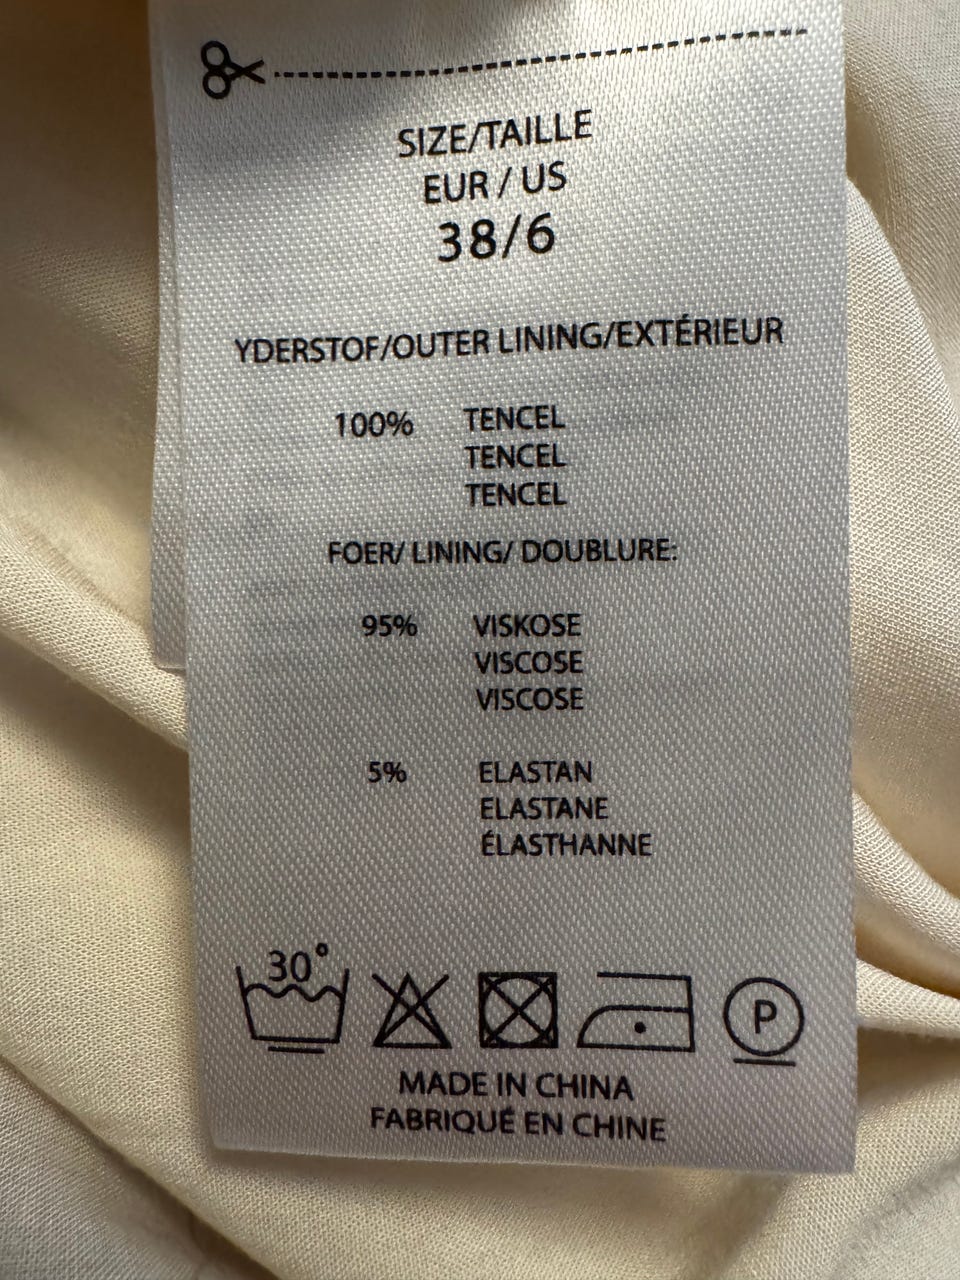 SIZE/TAILLE
EUR / US
38/6
YDERSTOF/OUTER LINING/EXTÉRIEUR
100% TENCEL
TENCEL
TENCEL
FOER/ LINING/ DOUBLURE:
95% VISKOSE
VISCOSE
VISCOSE
5% ELASTAN
ELASTANE
ÉLASTHANNE
30° P
MADE IN CHINA
FABRIQUÉ EN CHINE